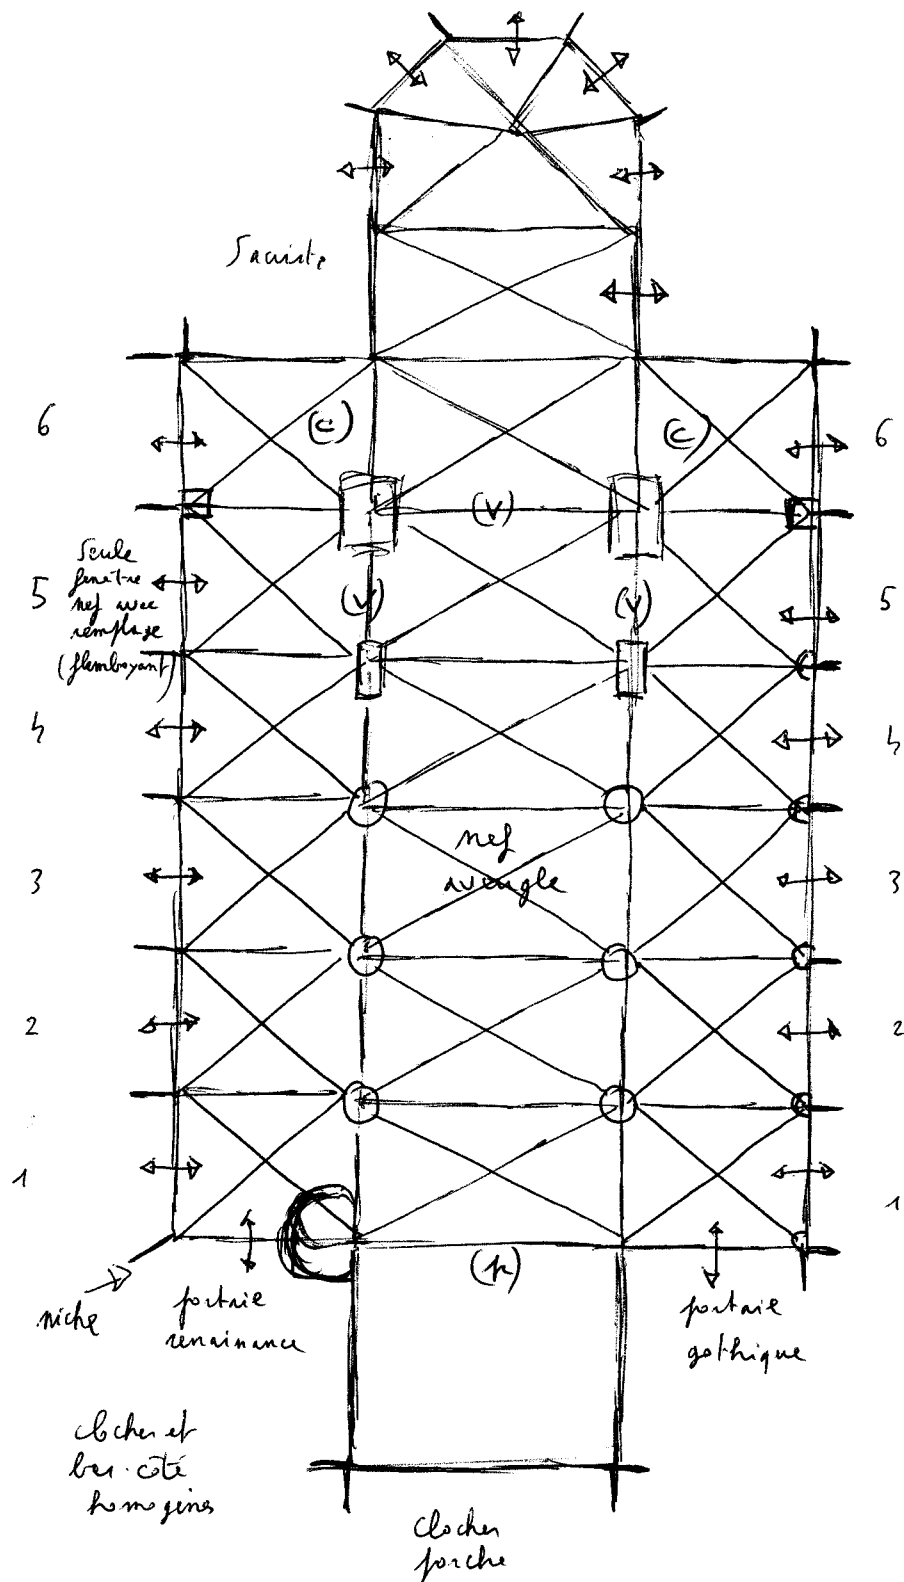 Sacristie
6
(c)
(c)
6
(v)
Seule
fenêtre
nef avec
remplage
(flamboyant)
5
(v)
(v)
5
4
4
nef
aveugle
3
3
2
2
1
1
(h)
niche
portail
renaissance
portail
gothique
clocher et
bas-côté
homogènes
Clocher
porche